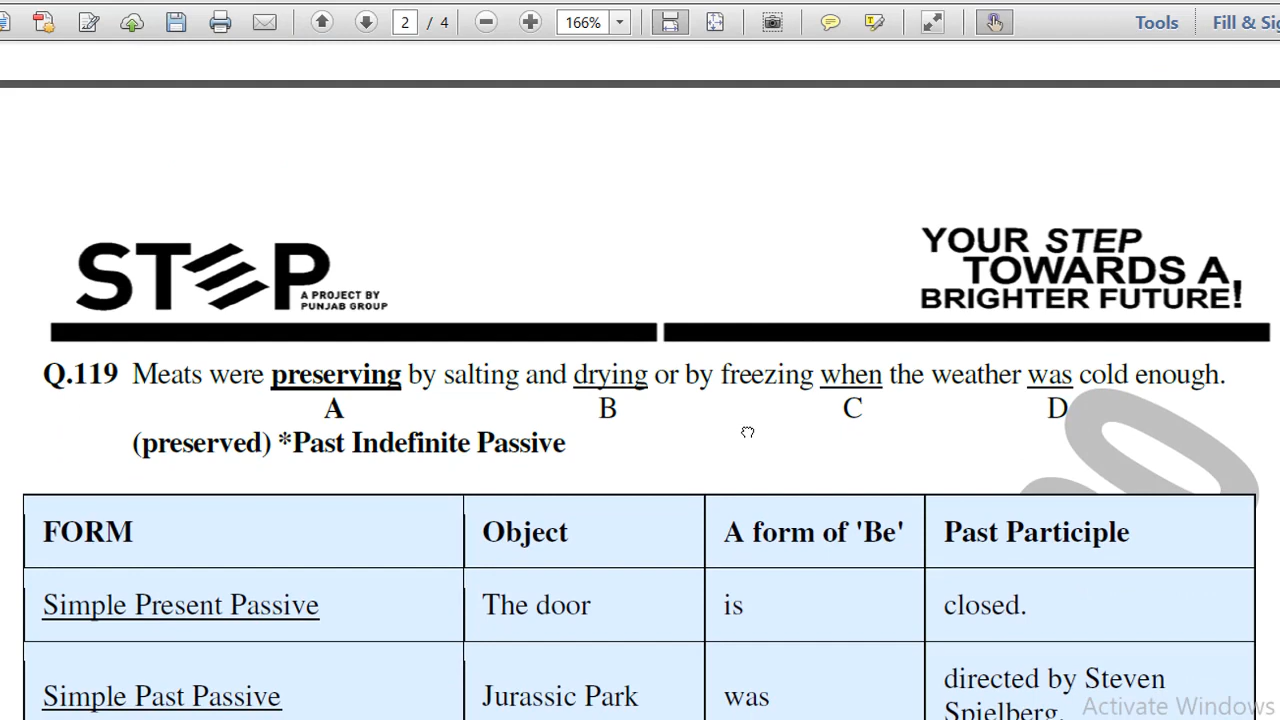 2 / 4 166% Tools Fill & Sig
STEP
A PROJECT BY
PUNJAB GROUP
YOUR STEP
TOWARDS A
BRIGHTER FUTURE!
Q.119 Meats were preserving by salting and drying or by freezing when the weather was cold enough.
A B C D
(preserved) *Past Indefinite Passive
FORM Object A form of 'Be' Past Participle
Simple Present Passive The door is closed.
Simple Past Passive Jurassic Park was directed by Steven
Spielberg.
Activate Windows